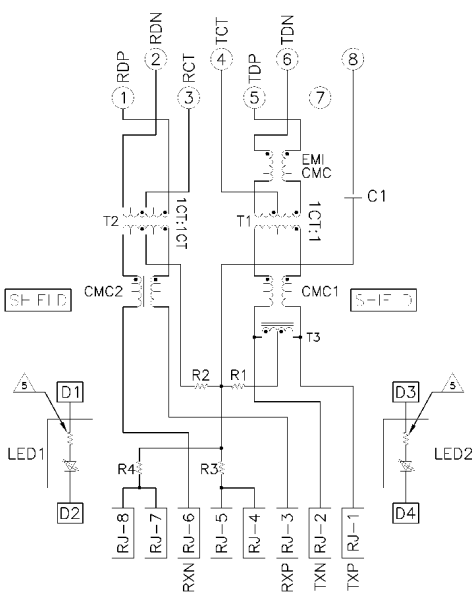 RDP
RDN
RCT
TCT
TDP
TDN
1
2
3
4
5
6
7
8
EMI
CMC
C1
T2
1CT:1CT
T1
1CT:1
CMC2
CMC1
SHIELD
T3
R2
R1
5
D1
LED1
D2
R4
R3
5
D3
LED2
D4
RJ-8
RJ-7
RJ-6
RJ-5
RJ-4
RJ-3
RJ-2
RJ-1
RXN
RXP
TXN
TXP